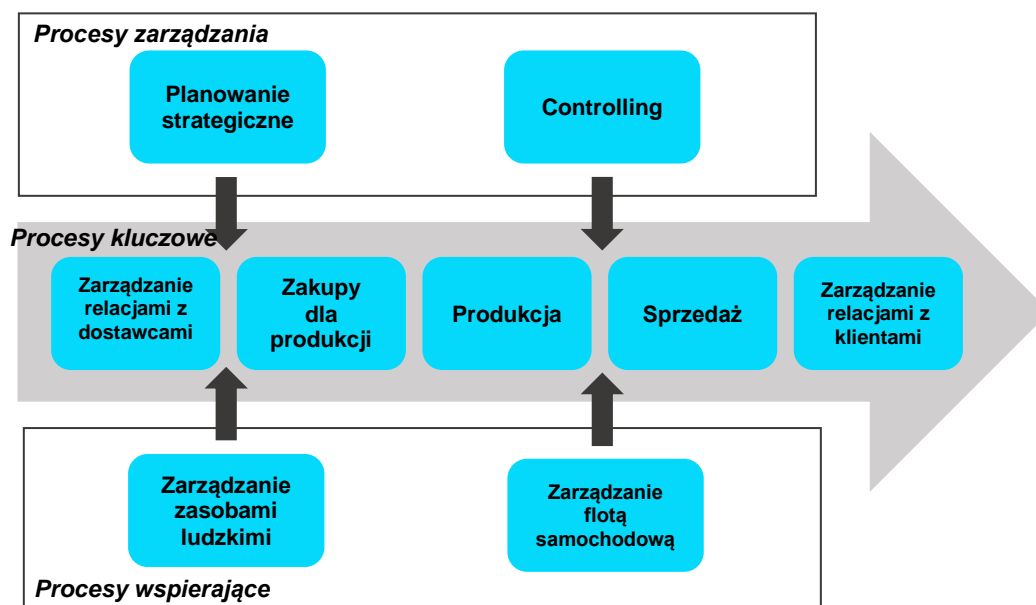 Procesy zarządzania
Planowanie
strategiczne
Controlling
Procesy kluczowe
Zarządzanie
relacjami z
dostawcami
Zakupy
dla
produkcji
Produkcja
Sprzedaż
Zarządzanie
relacjami z
klientami
Zarządzanie
zasobami
ludzkimi
Zarządzanie
flotą
samochodową
Procesy wspierające